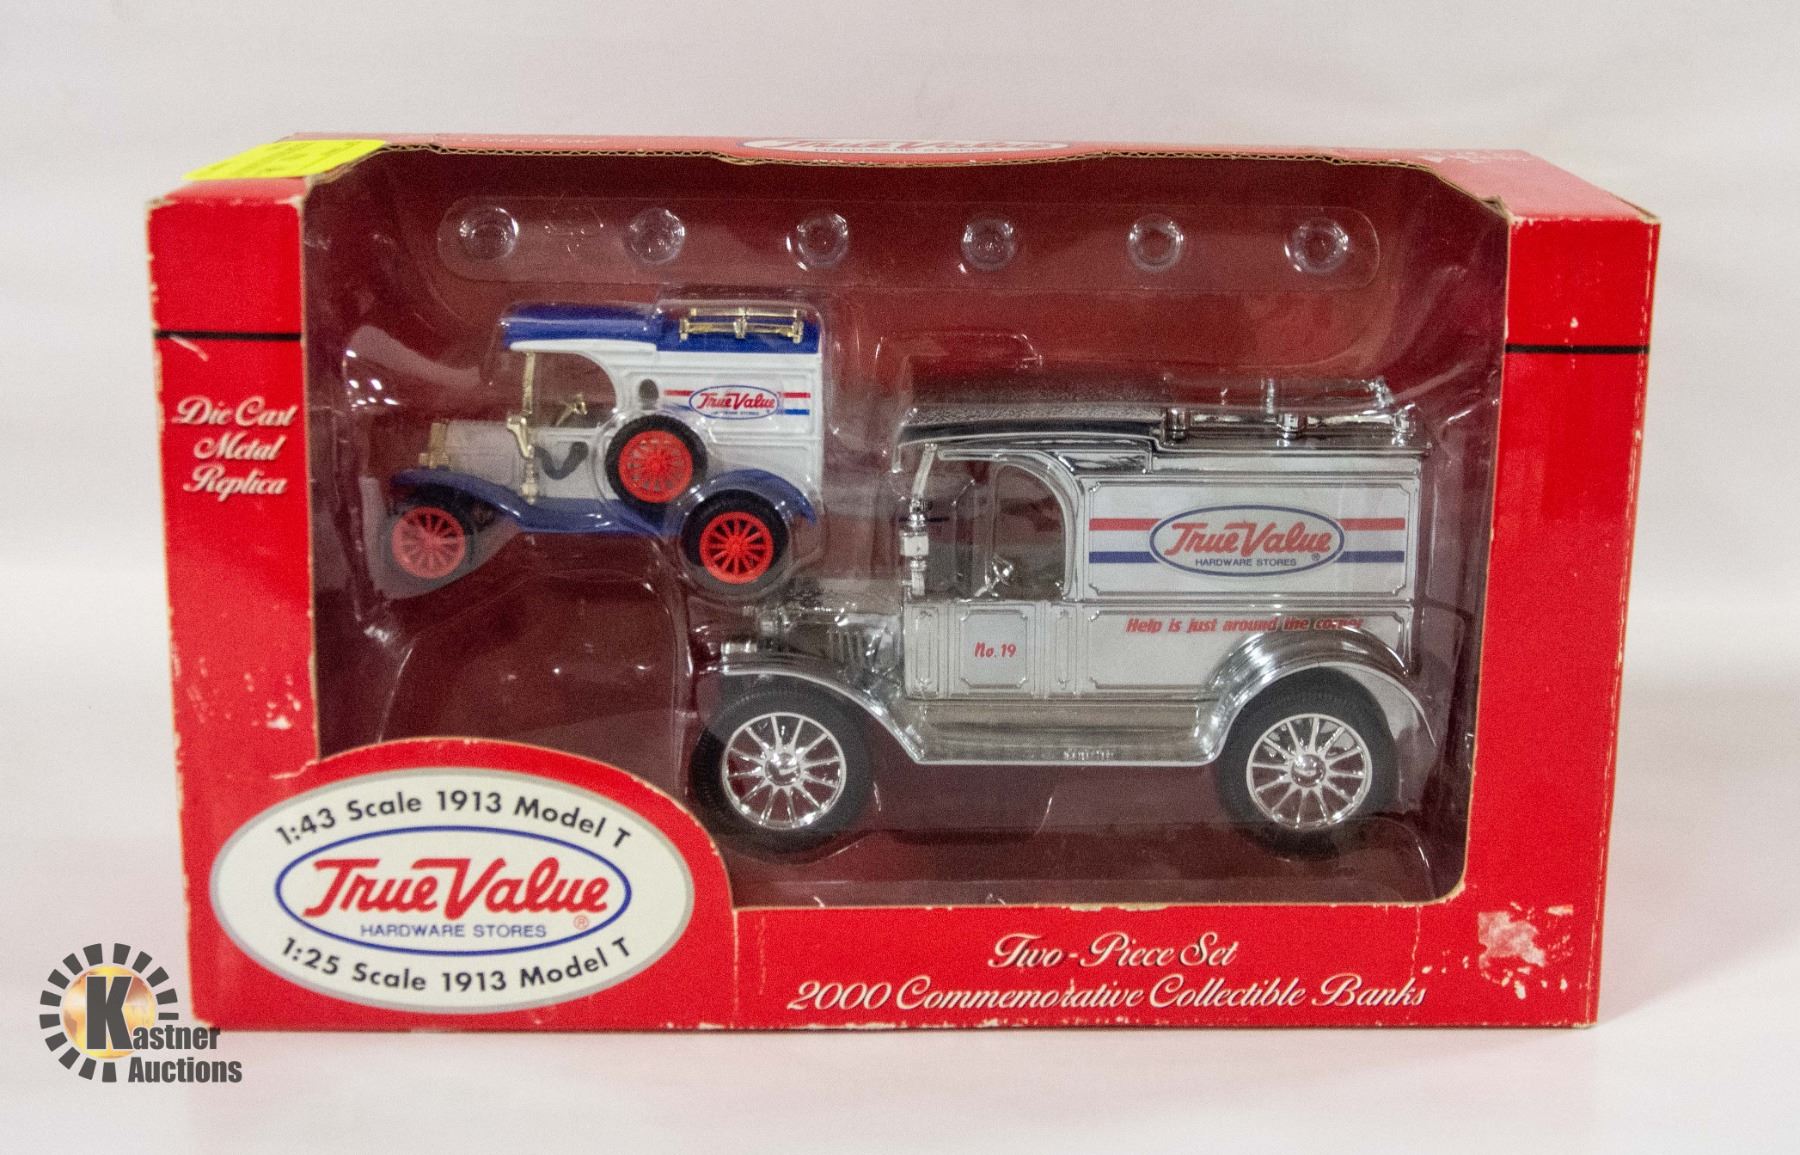 True Value
Die Cast
Metal
Replica
True Value
HARDWARE STORES
True Value
HARDWARE STORES
Help is just around the corner
No. 19
1:43 Scale 1913 Model T
True Value®
HARDWARE STORES
1:25 Scale 1913 Model T
Two-Piece Set
2000 Commemorative Collectible Banks
Kastner
Auctions